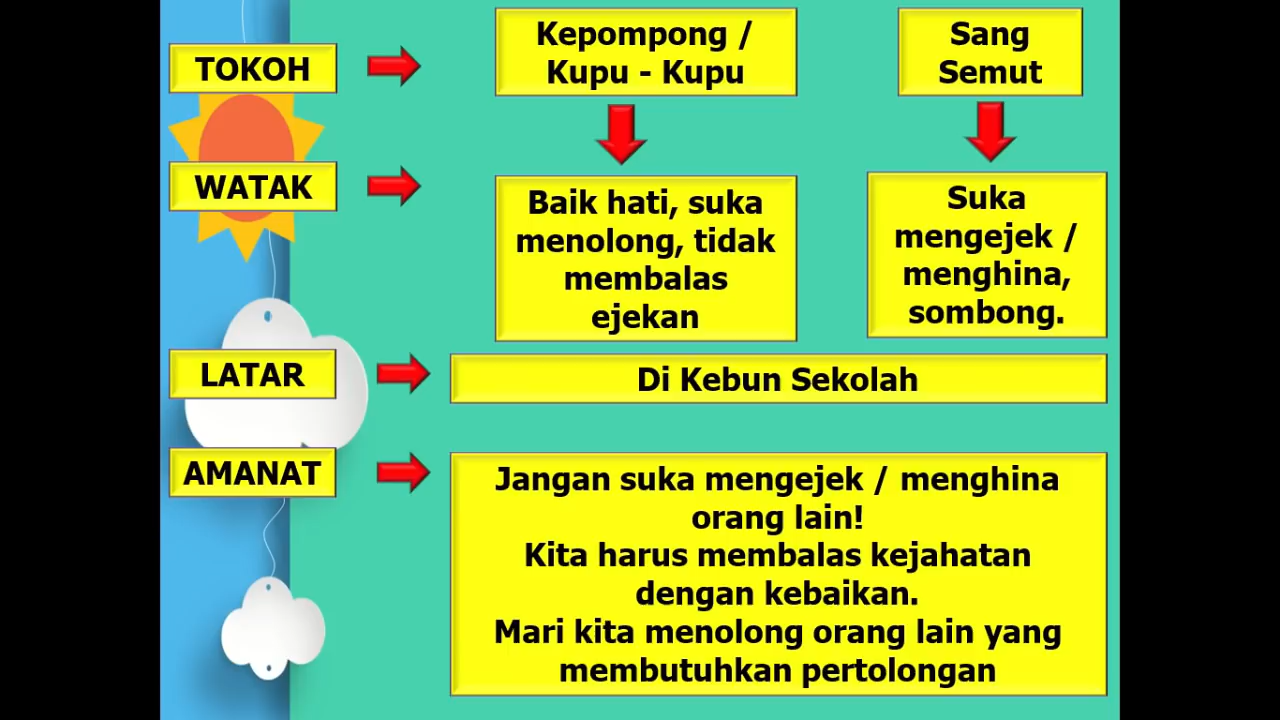 TOKOH
Kepompong /
Kupu - Kupu
Sang
Semut
WATAK
Baik hati, suka
menolong, tidak
membalas
ejekan
Suka
mengejek /
menghina,
sombong.
LATAR
Di Kebun Sekolah
AMANAT
Jangan suka mengejek / menghina
orang lain!
Kita harus membalas kejahatan
dengan kebaikan.
Mari kita menolong orang lain yang
membutuhkan pertolongan